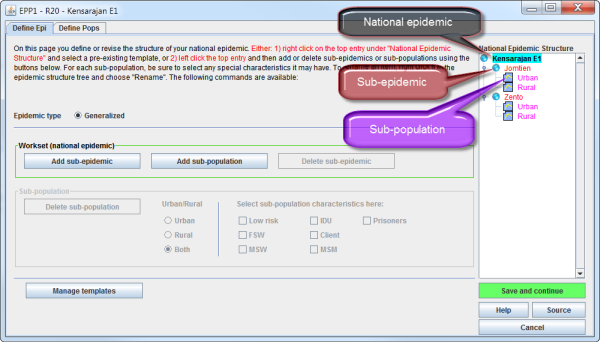 EPP1 - R20 - Kensarajan E1
Define Epi Define Pops
National epidemic
On this page you define or revise the structure of your national epidemic. Either: 1) right click on the top entry under "National Epidemic
Structure" and select a pre-existing template, or 2) left click the top entry and then add or delete sub-epidemics or sub-populations using the
buttons below. For each sub-population, be sure to select any special characteristics it may have. To
epidemic structure tree and choose "Rename". The following commands are available:
National Epidemic Structure
Kensarajan E1
Jomtien
Urban
Rural
Zento
Urban
Rural
Sub-epidemic
Sub-population
Epidemic type Generalized
Workset (national epidemic)
Add sub-epidemic Add sub-population Delete sub-epidemic
Sub-population
Delete sub-population
Urban/Rural
Urban
Rural
Both
Select sub-population characteristics here:
Low risk IDU Prisoners
FSW Client
MSW MSM
Manage templates
Save and continue
Help Source
Cancel